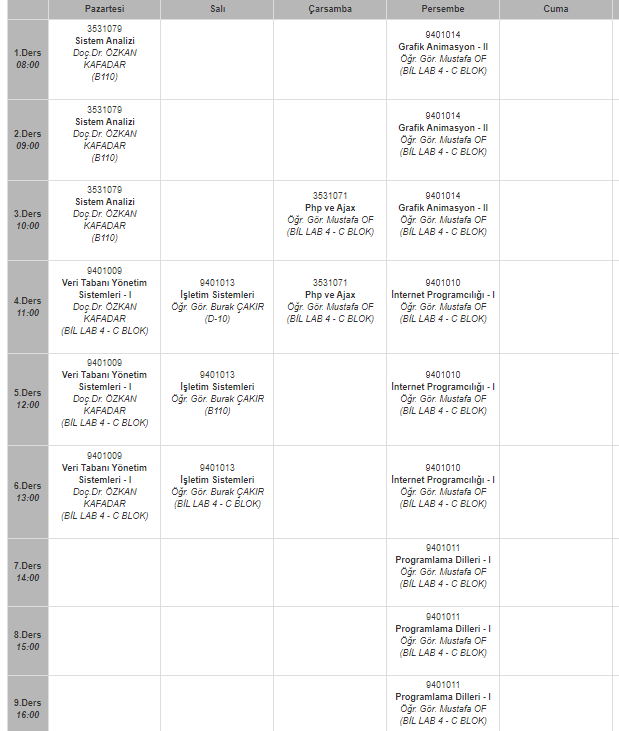 Pazartesi Salı Çarsamba Persembe Cuma
1.Ders
08:00
3531079
Sistem Analizi
Doç.Dr. ÖZKAN
KAFADAR
(B110)
9401014
Grafik Animasyon - II
Öğr. Gör. Mustafa OF
(BİL LAB 4 - C BLOK)
2.Ders
09:00
3531079
Sistem Analizi
Doç.Dr. ÖZKAN
KAFADAR
(B110)
9401014
Grafik Animasyon - II
Öğr. Gör. Mustafa OF
(BİL LAB 4 - C BLOK)
3.Ders
10:00
3531079
Sistem Analizi
Doç.Dr. ÖZKAN
KAFADAR
(B110)
3531071
Php ve Ajax
Öğr. Gör. Mustafa OF
(BİL LAB 4 - C BLOK)
9401014
Grafik Animasyon - II
Öğr. Gör. Mustafa OF
(BİL LAB 4 - C BLOK)
4.Ders
11:00
9401009
Veri Tabanı Yönetim
Sistemleri - I
Doç.Dr. ÖZKAN
KAFADAR
(BİL LAB 4 - C BLOK)
9401013
İşletim Sistemleri
Öğr. Gör. Burak ÇAKIR
(D-10)
3531071
Php ve Ajax
Öğr. Gör. Mustafa OF
(BİL LAB 4 - C BLOK)
9401010
İnternet Programcılığı - I
Öğr. Gör. Mustafa OF
(BİL LAB 4 - C BLOK)
5.Ders
12:00
9401009
Veri Tabanı Yönetim
Sistemleri - I
Doç.Dr. ÖZKAN
KAFADAR
(BİL LAB 4 - C BLOK)
9401013
İşletim Sistemleri
Öğr. Gör. Burak ÇAKIR
(B110)
9401010
İnternet Programcılığı - I
Öğr. Gör. Mustafa OF
(BİL LAB 4 - C BLOK)
6.Ders
13:00
9401009
Veri Tabanı Yönetim
Sistemleri - I
Doç.Dr. ÖZKAN
KAFADAR
(BİL LAB 4 - C BLOK)
9401013
İşletim Sistemleri
Öğr. Gör. Burak ÇAKIR
(BİL LAB 4 - C BLOK)
9401010
İnternet Programcılığı - I
Öğr. Gör. Mustafa OF
(BİL LAB 4 - C BLOK)
7.Ders
14:00
9401011
Programlama Dilleri - I
Öğr. Gör. Mustafa OF
(BİL LAB 4 - C BLOK)
8.Ders
15:00
9401011
Programlama Dilleri - I
Öğr. Gör. Mustafa OF
(BİL LAB 4 - C BLOK)
9.Ders
16:00
9401011
Programlama Dilleri - I
Öğr. Gör. Mustafa OF
(BİL LAB 4 - C BLOK)